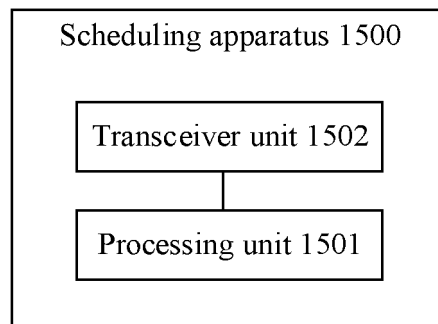 Scheduling apparatus 1500
Transceiver unit 1502
Processing unit 1501